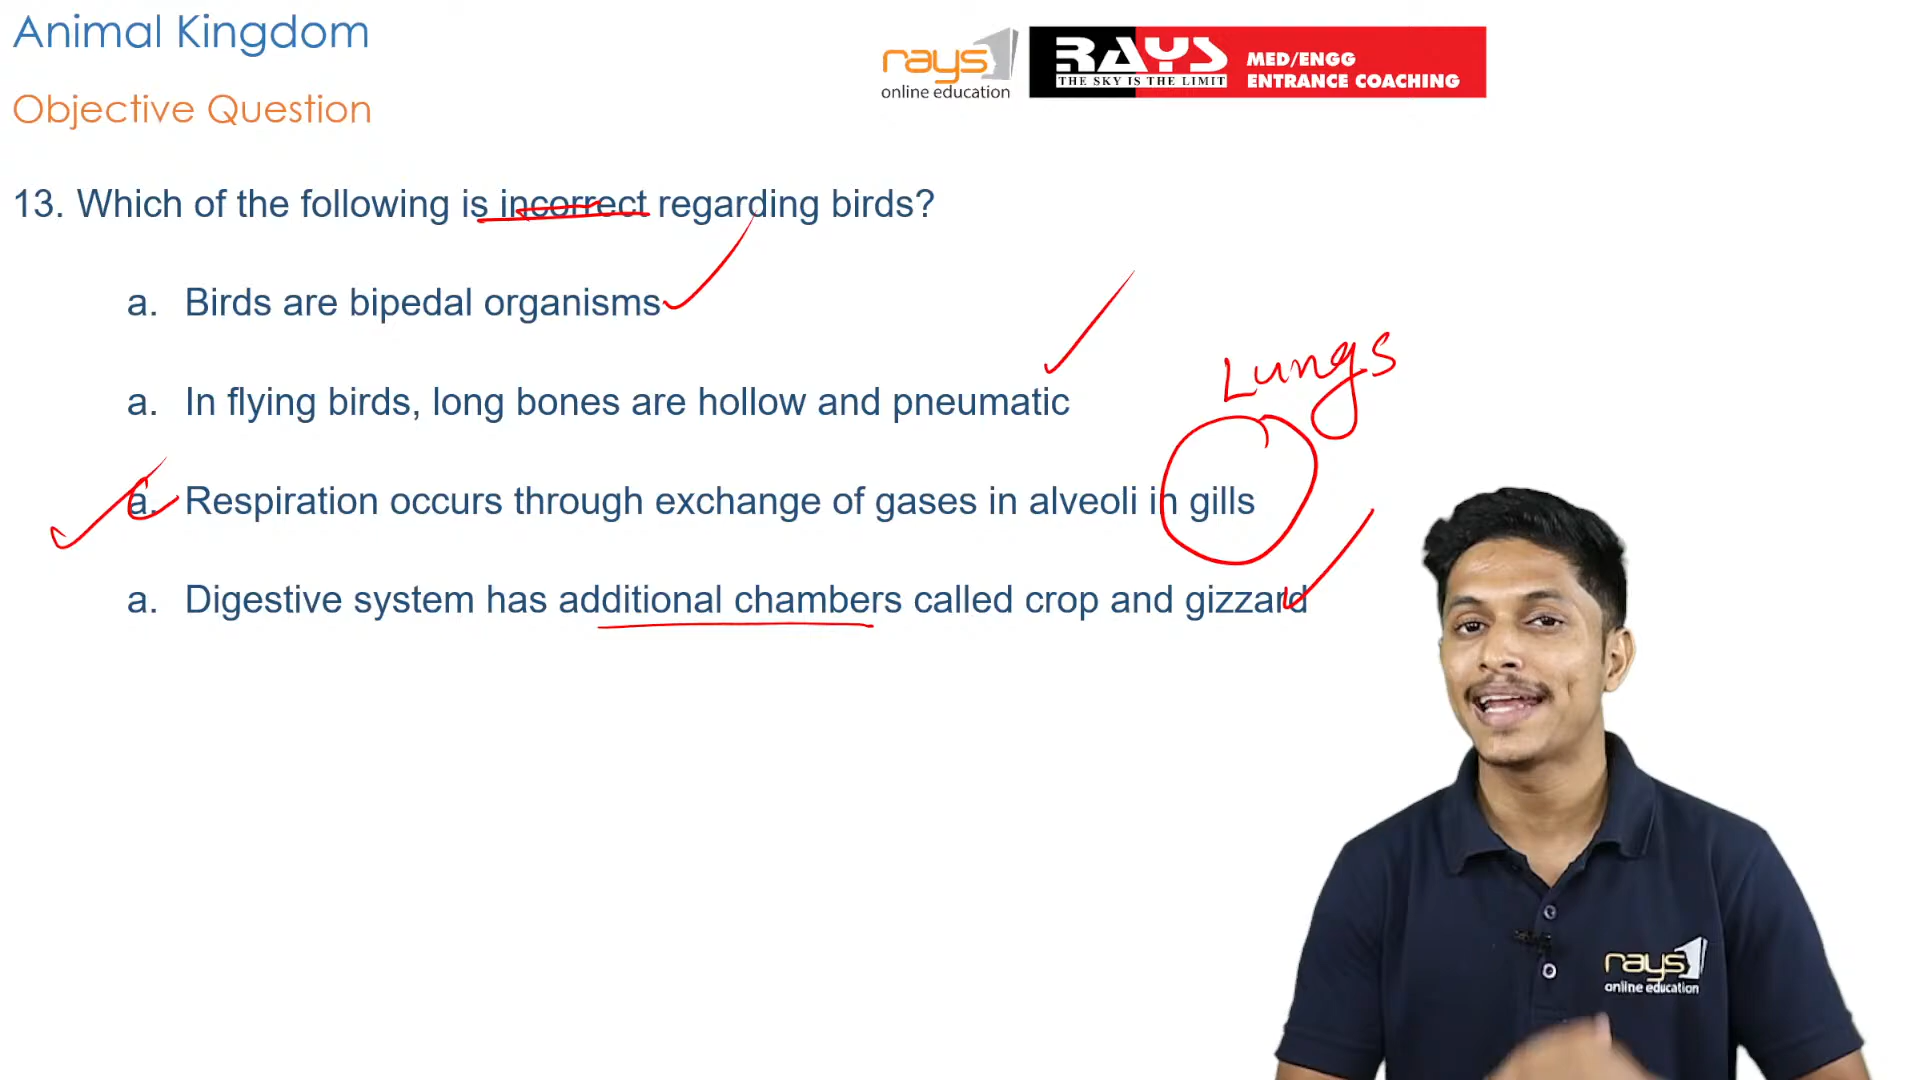 Animal Kingdom
rays
online education
RAYS
THE SKY IS THE LIMIT
MED/ENGG
ENTRANCE COACHING
Objective Question
13. Which of the following is incorrect regarding birds?
a. Birds are bipedal organisms
Lungs
a. In flying birds, long bones are hollow and pneumatic
a. Respiration occurs through exchange of gases in alveoli in gills
a. Digestive system has additional chambers called crop and gizzard
rays
online education